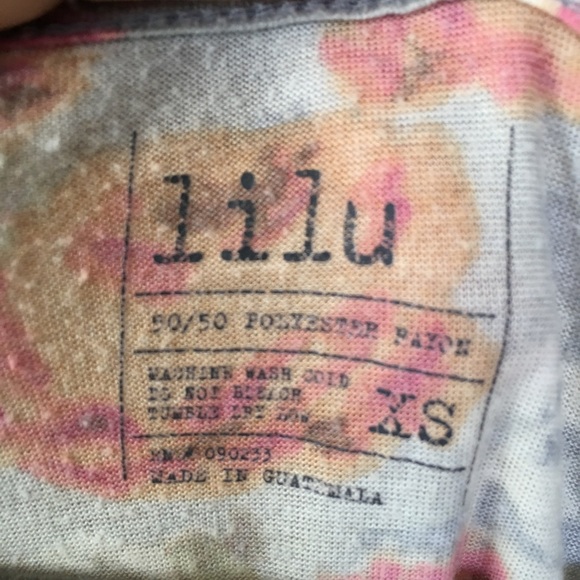 lilu
50/50 POLYESTER RAYON
MACHINE WASH COLD
DO NOT BLEACH
TUMBLE DRY LOW
XS
RN # 090233
MADE IN GUATEMALA